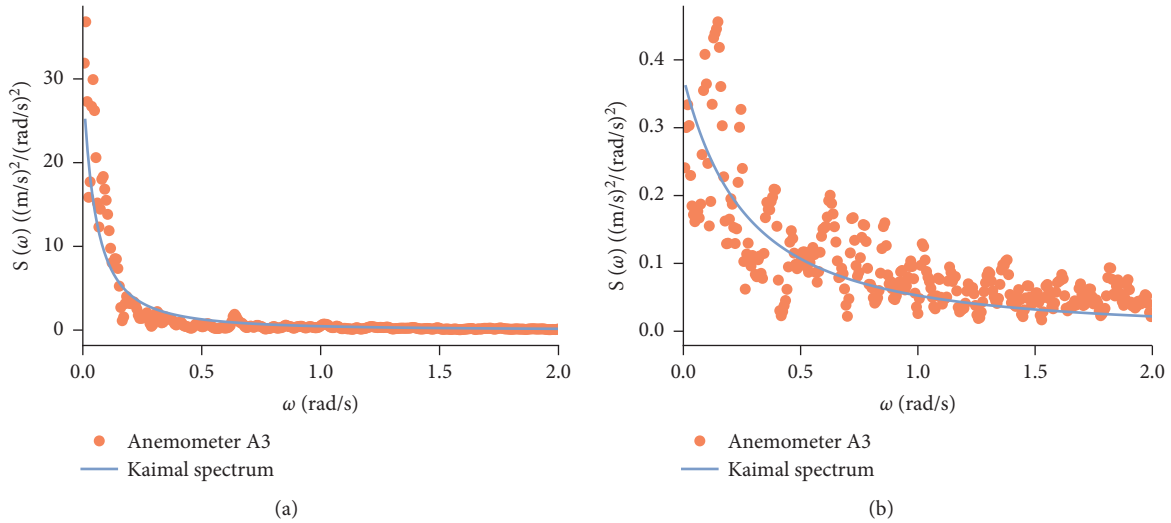 S (ω) ((m/s)²/(rad/s)²)
30
20
10
0
0.0 0.5 1.0 1.5 2.0
ω (rad/s)
Anemometer A3
Kaimal spectrum
(a)
S (ω) ((m/s)²/(rad/s)²)
0.4
0.3
0.2
0.1
0.0
0.0 0.5 1.0 1.5 2.0
ω (rad/s)
Anemometer A3
Kaimal spectrum
(b)